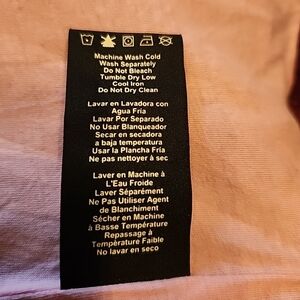 Machine Wash Cold
Wash Separately
Do Not Bleach
Tumble Dry Low
Cool Iron
Do Not Dry Clean
Lavar en Lavadora con
Agua Fria
Lavar Por Separado
No Usar Blanqueador
Secar en secadora
a baja temperatura
Usar la Plancha Fría
Ne pas nettoyer à sec
Laver en Machine à
L'Eau Froide
Laver Séparément
Ne Pas Utiliser Agent
de Blanchiment
Sécher en Machine
à Basse Température
Repassage à
Température Faible
No lavar en seco